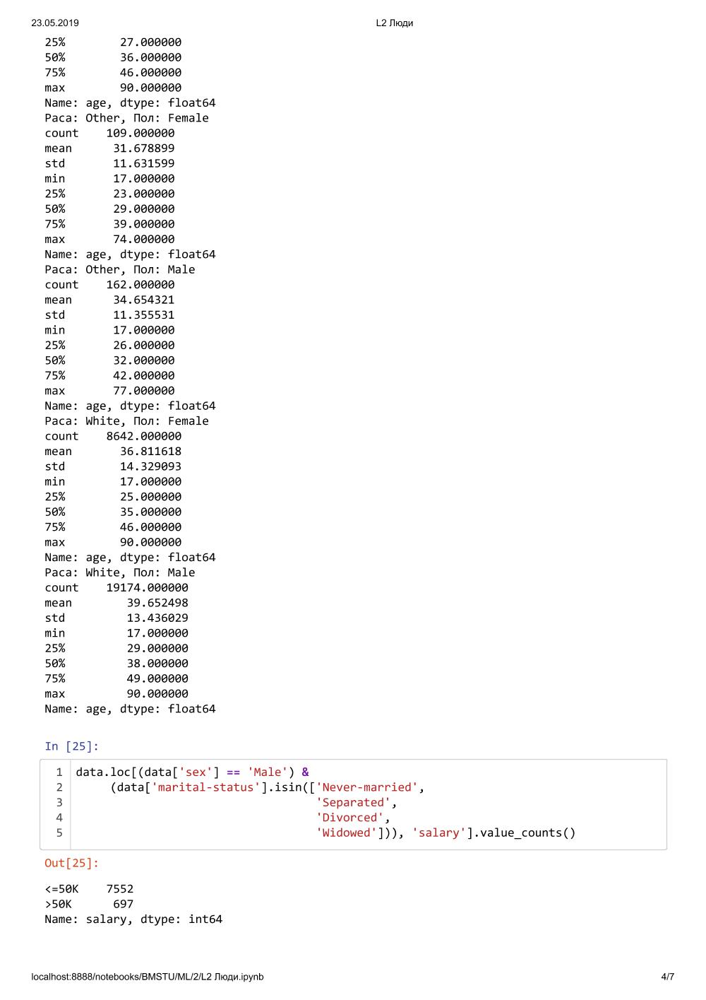 23.05.2019 L2 Люди
25%        27.000000
50%        36.000000
75%        46.000000
max        90.000000
Name: age, dtype: float64
Раса: Other, Пол: Female
count    109.000000
mean      31.678899
std       11.631599
min       17.000000
25%       23.000000
50%       29.000000
75%       39.000000
max       74.000000
Name: age, dtype: float64
Раса: Other, Пол: Male
count    162.000000
mean      34.654321
std       11.355531
min       17.000000
25%       26.000000
50%       32.000000
75%       42.000000
max       77.000000
Name: age, dtype: float64
Раса: White, Пол: Female
count    8642.000000
mean       36.811618
std        14.329093
min        17.000000
25%        25.000000
50%        35.000000
75%        46.000000
max        90.000000
Name: age, dtype: float64
Раса: White, Пол: Male
count    19174.000000
mean        39.652498
std         13.436029
min         17.000000
25%         29.000000
50%         38.000000
75%         49.000000
max         90.000000
Name: age, dtype: float64
In [25]:
1 data.loc[(data['sex'] == 'Male') &
2      (data['marital-status'].isin(['Never-married',
3                                    'Separated',
4                                    'Divorced',
5                                    'Widowed'])), 'salary'].value_counts()
Out[25]:
<=50K    7552
>50K      697
Name: salary, dtype: int64
localhost:8888/notebooks/BMSTU/ML/2/L2 Люди.ipynb 4/7